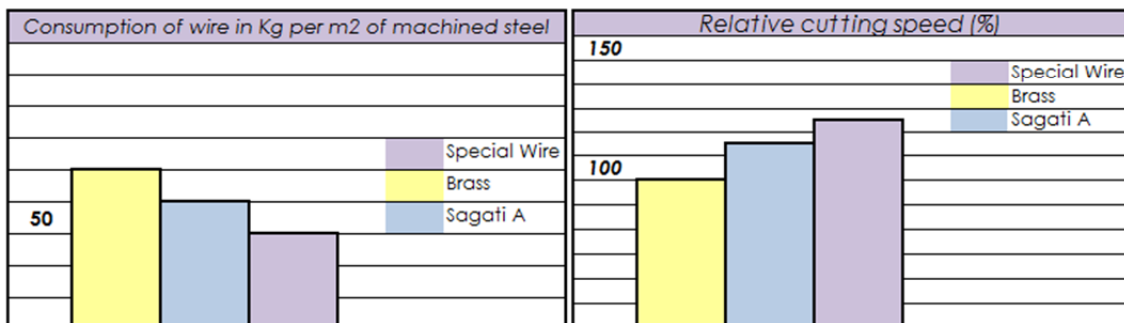 Consumption of wire in Kg per m2 of machined steel
Special Wire
Brass
50
Sagati A
Relative cutting speed (%)
150
Special Wire
Brass
Sagati A
100